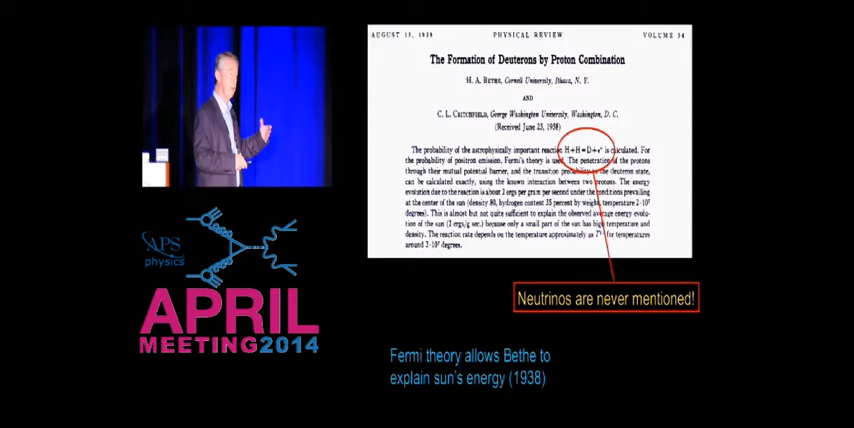 AUGUST 15, 1938 PHYSICAL REVIEW VOLUME 54
The Formation of Deuterons by Proton Combination
H. A. BETHE, Cornell University, Ithaca, N. Y.
AND
C. L. CRITCHFIELD, George Washington University, Washington, D. C.
(Received June 23, 1938)
The probability of the astrophysically important reaction H+H=D+e⁺ is calculated. For
the probability of positron emission, Fermi's theory is used. The penetration of the protons
through their mutual potential barrier, and the transition probability to the deuteron state,
can be calculated exactly, using the known interaction between two protons. The energy
evolution due to the reaction is about 2 ergs per gram per second under the conditions prevailing
at the center of the sun (density 80, hydrogen content 35 percent by weight, temperature 2·10⁷
degrees). This is almost but not quite sufficient to explain the observed average energy evolu-
tion of the sun (2 ergs/g sec.) because only a small part of the sun has high temperature and
density. The reaction rate depends on the temperature approximately as for temperatures
around 2·10⁷ degrees.
Neutrinos are never mentioned!
APS
physics
APRIL
MEETING2014
Fermi theory allows Bethe to
explain sun's energy (1938)